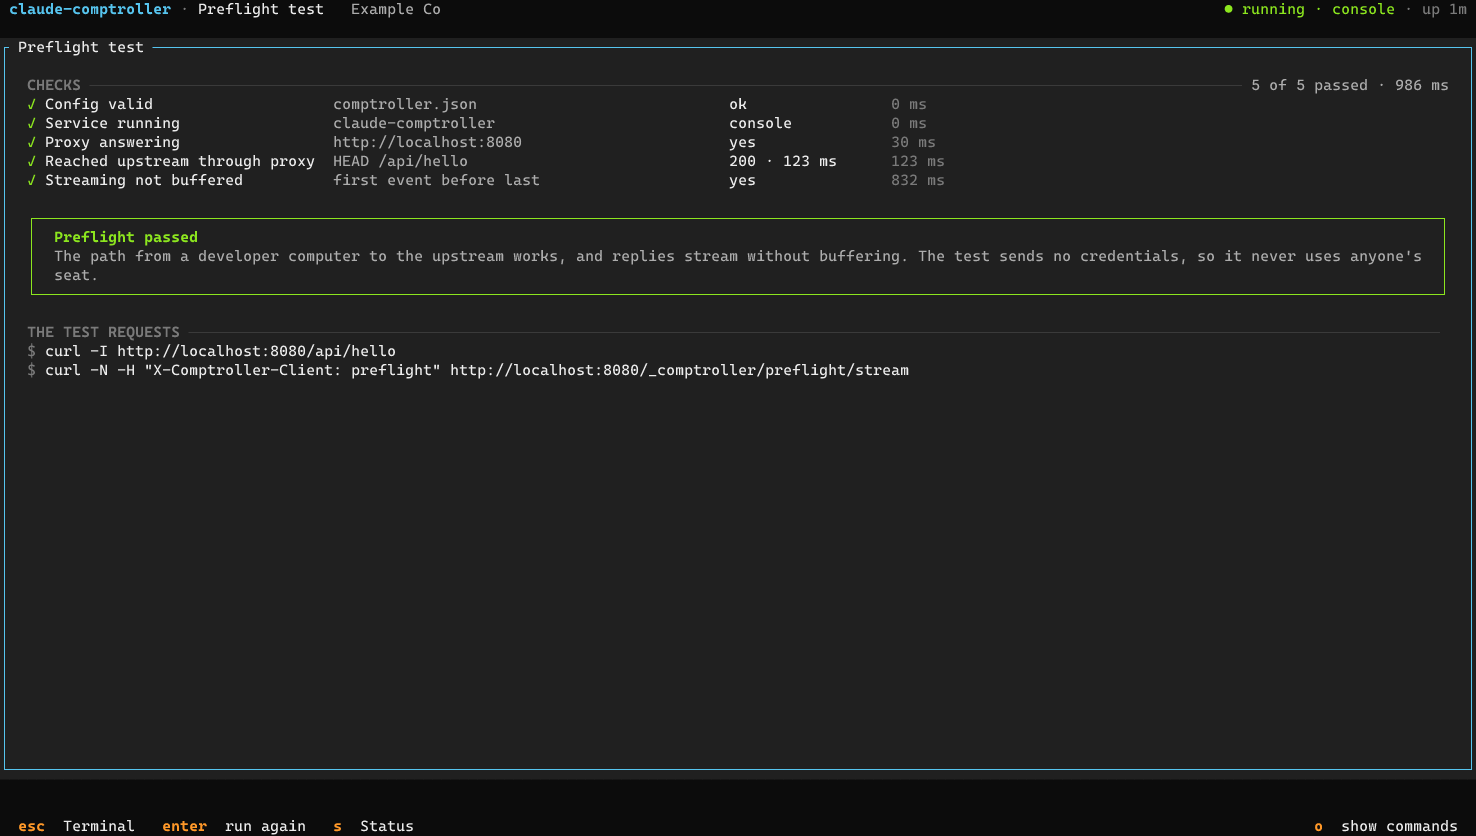 claude-comptroller · Preflight test   Example Co   ● running · console · up 1m
Preflight test
CHECKS   5 of 5 passed · 986 ms
✓ Config valid   comptroller.json   ok   0 ms
✓ Service running   claude-comptroller   console   0 ms
✓ Proxy answering   http://localhost:8080   yes   30 ms
✓ Reached upstream through proxy   HEAD /api/hello   200 · 123 ms   123 ms
✓ Streaming not buffered   first event before last   yes   832 ms
Preflight passed
The path from a developer computer to the upstream works, and replies stream without buffering. The test sends no credentials, so it never uses anyone's
seat.
THE TEST REQUESTS
$ curl -I http://localhost:8080/api/hello
$ curl -N -H "X-Comptroller-Client: preflight" http://localhost:8080/_comptroller/preflight/stream
esc  Terminal   enter  run again   s  Status   o  show commands